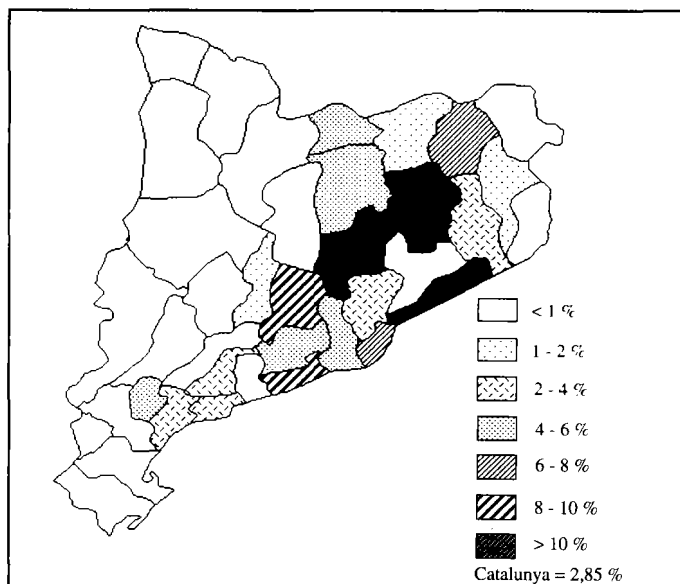 < 1 %
1 - 2 %
2 - 4 %
4 - 6 %
6 - 8 %
8 - 10 %
> 10 %
Catalunya = 2,85 %